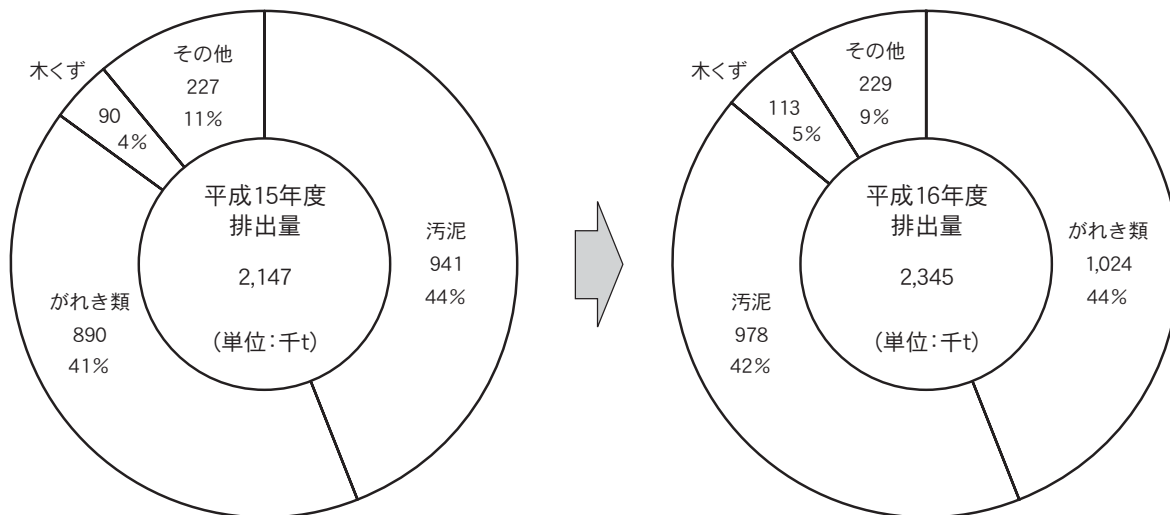 木くず
90
4%
その他
227
11%
平成15年度
排出量
2,147
(単位：千t)
汚泥
941
44%
がれき類
890
41%
木くず
113
5%
その他
229
9%
平成16年度
排出量
2,345
(単位：千t)
がれき類
1,024
44%
汚泥
978
42%